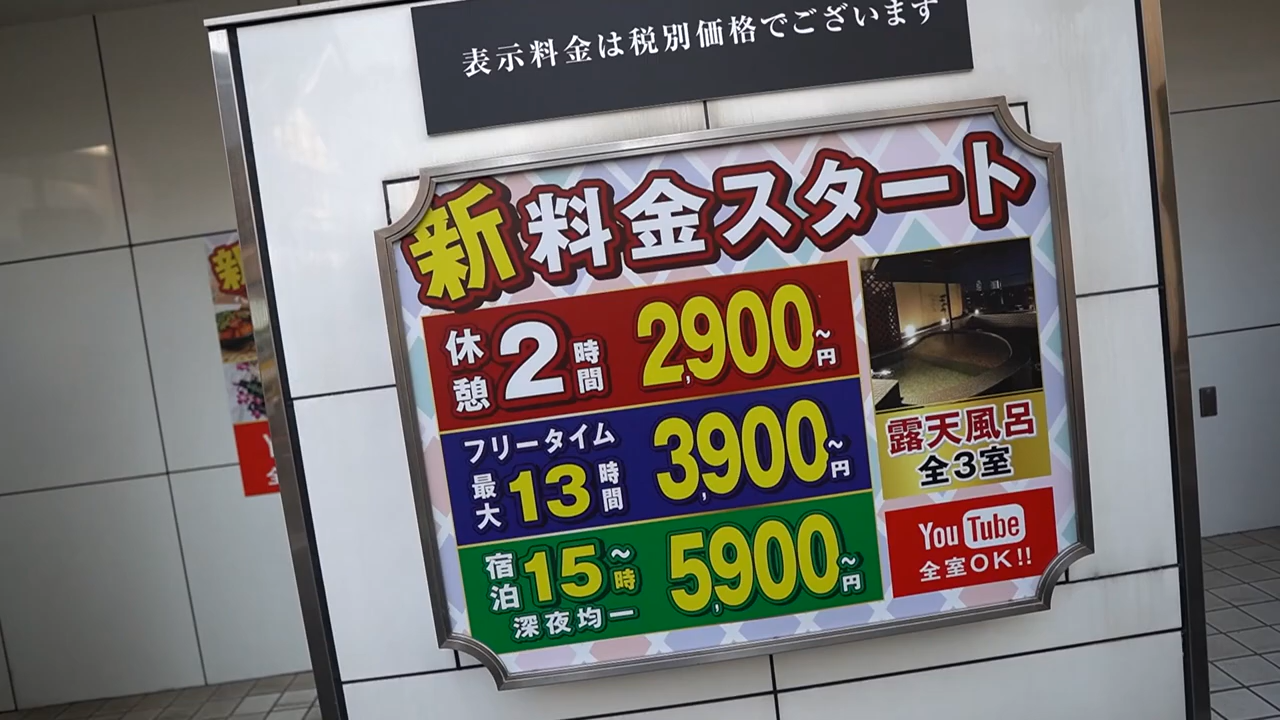 表示料金は税別価格でございます
新料金スタート
休憩 2時間 2,900~円
フリータイム
最大 13時間 3,900~円
宿泊 15~時 5,900~円
深夜均一
露天風呂
全3室
YouTube
全室OK!!
新